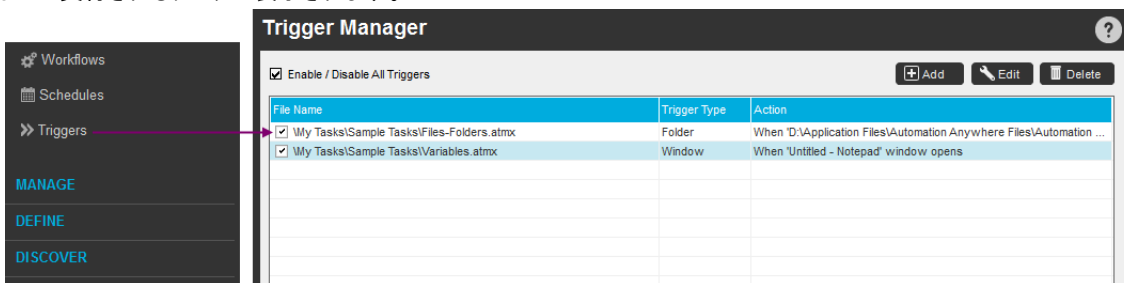 Trigger Manager
?
Workflows
Schedules
Triggers
MANAGE
DEFINE
DISCOVER
Enable / Disable All Triggers
Add Edit Delete
File Name Trigger Type Action
\My Tasks\Sample Tasks\Files-Folders.atmx Folder When 'D:\Application Files\Automation Anywhere Files\Automation ...
\My Tasks\Sample Tasks\Variables.atmx Window When 'Untitled - Notepad' window opens